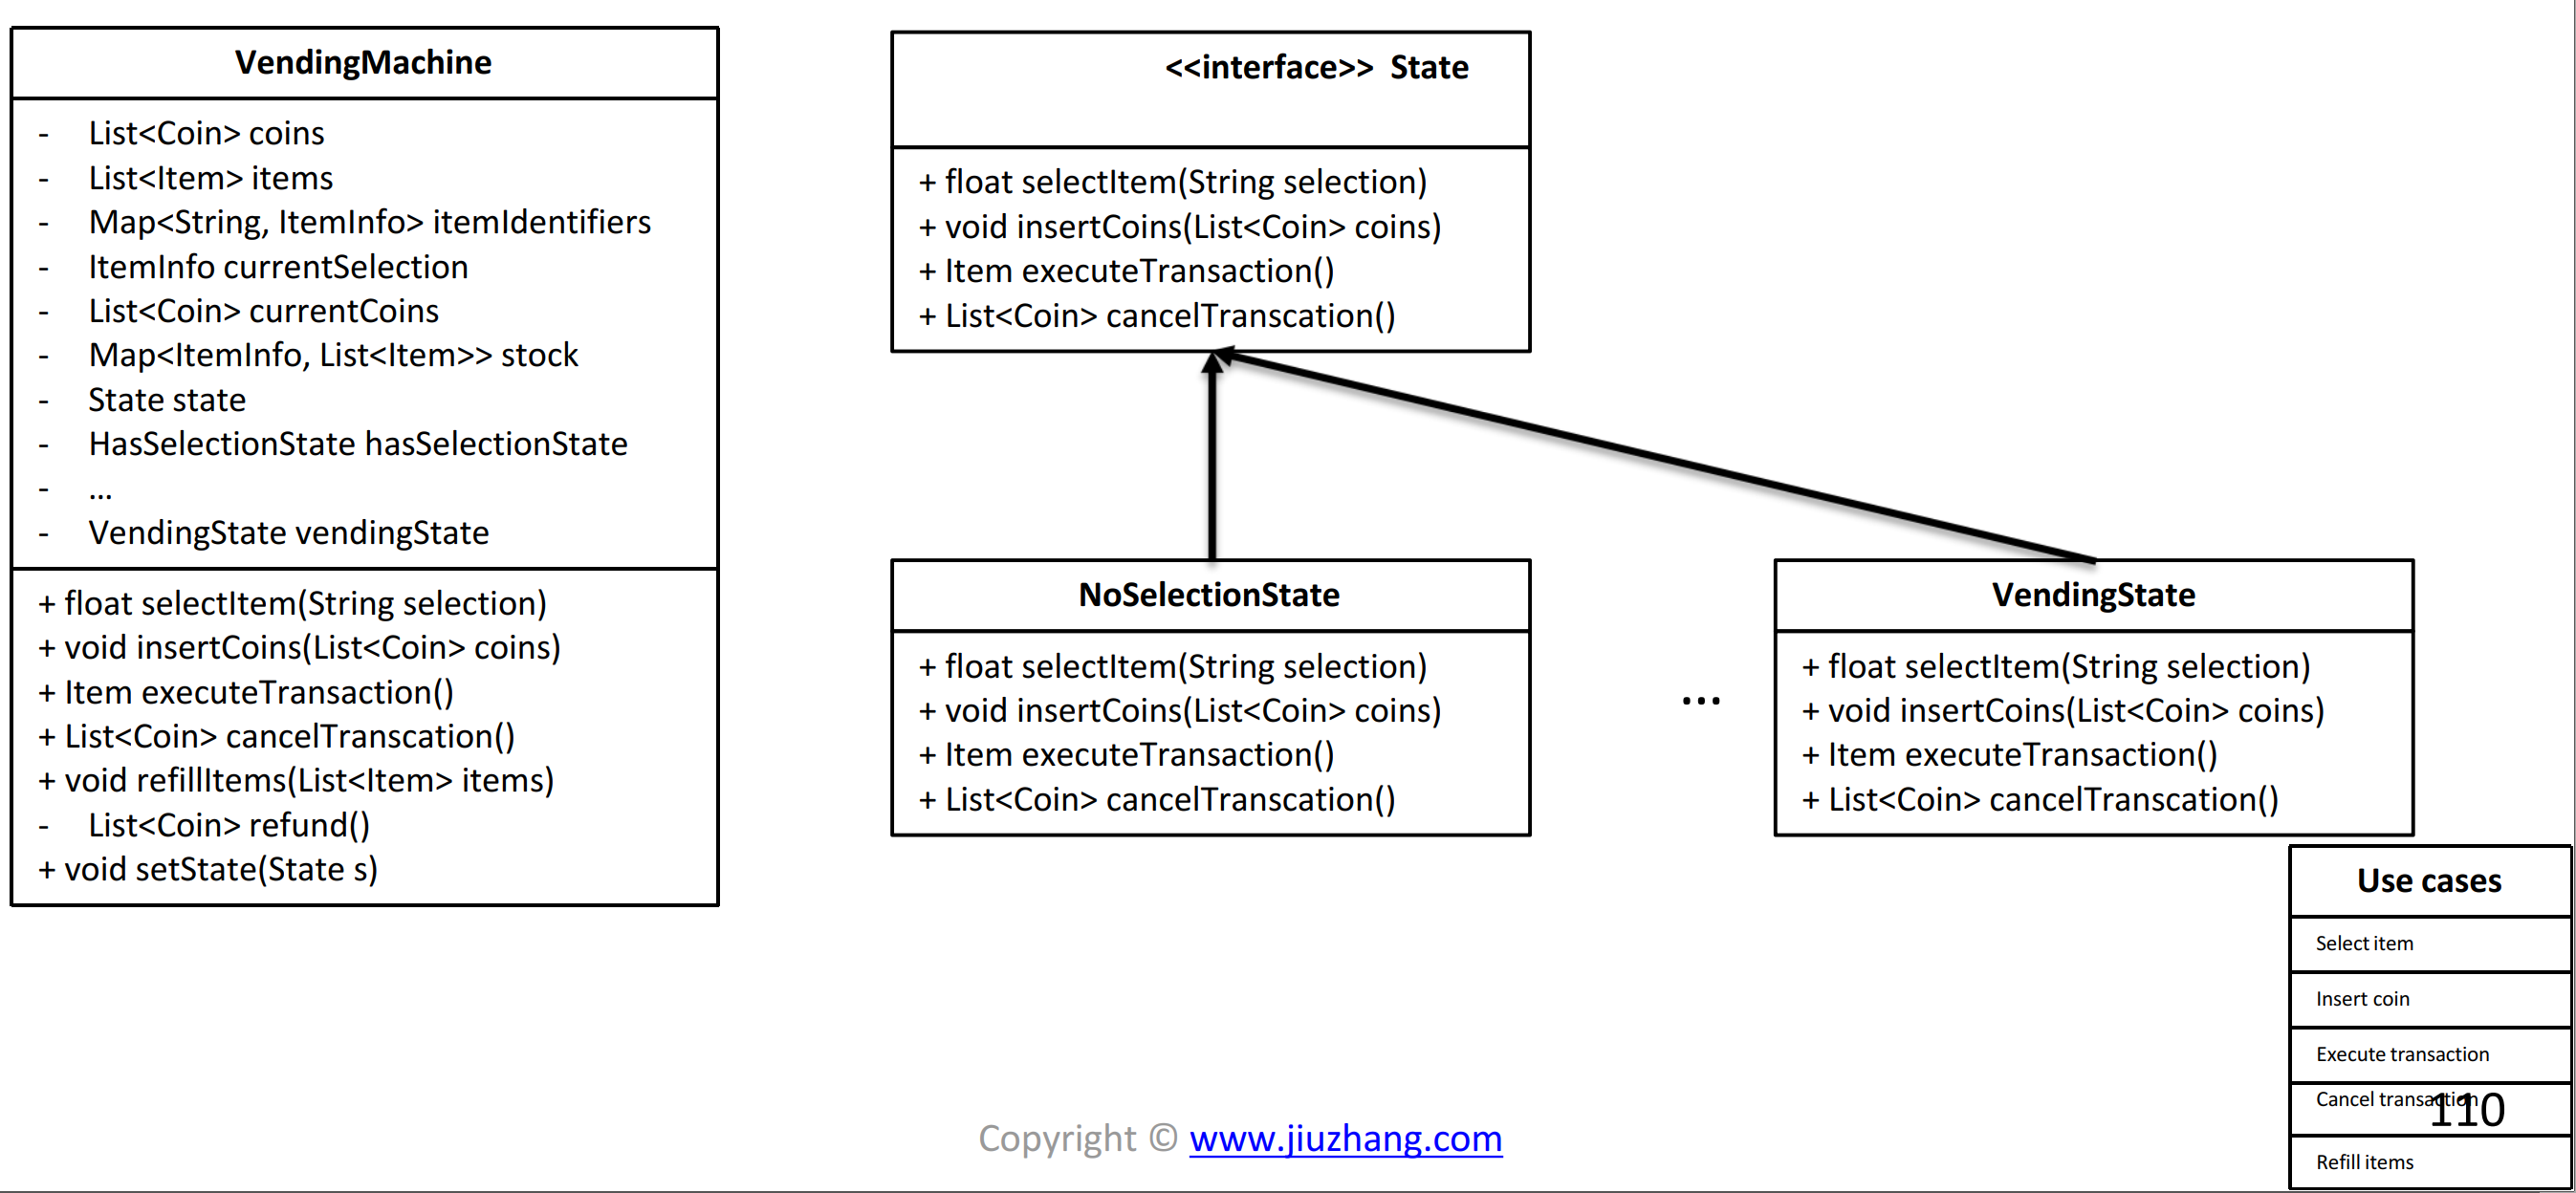 VendingMachine
- List<Coin> coins
- List<Item> items
- Map<String, ItemInfo> itemIdentifiers
- ItemInfo currentSelection
- List<Coin> currentCoins
- Map<ItemInfo, List<Item>> stock
- State state
- HasSelectionState hasSelectionState
- ...
- VendingState vendingState
+ float selectItem(String selection)
+ void insertCoins(List<Coin> coins)
+ Item executeTransaction()
+ List<Coin> cancelTranscation()
+ void refillItems(List<Item> items)
- List<Coin> refund()
+ void setState(State s)
<<interface>> State
+ float selectItem(String selection)
+ void insertCoins(List<Coin> coins)
+ Item executeTransaction()
+ List<Coin> cancelTranscation()
NoSelectionState
+ float selectItem(String selection)
+ void insertCoins(List<Coin> coins)
+ Item executeTransaction()
+ List<Coin> cancelTranscation()
...
VendingState
+ float selectItem(String selection)
+ void insertCoins(List<Coin> coins)
+ Item executeTransaction()
+ List<Coin> cancelTranscation()
Use cases
Select item
Insert coin
Execute transaction
Cancel transaction
110
Refill items
Copyright © www.jiuzhang.com